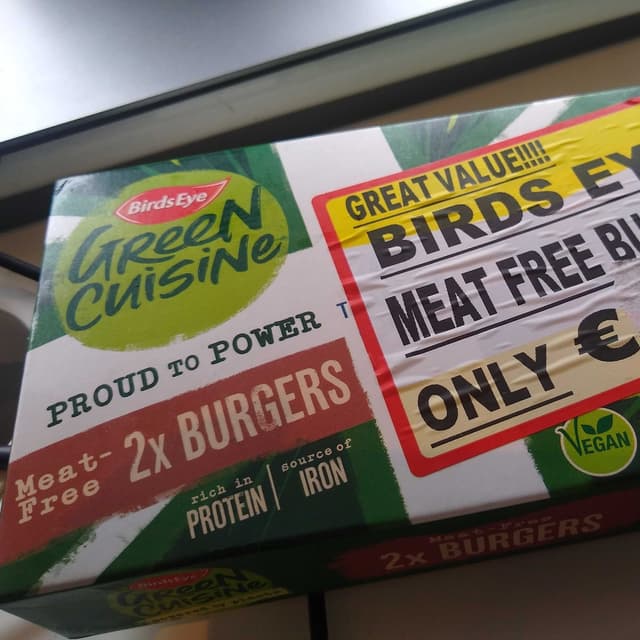 BirdsEye
GREEN
CUISINE
PROUD TO POWER T
Meat-
Free
2x BURGERS
rich in
PROTEIN
source of
IRON
GREAT VALUE!!!!
BIRDS EY
MEAT FREE BU
ONLY €
VEGAN
BirdsEye
GREEN
CUISINE
Meat-Free
2x BURGERS